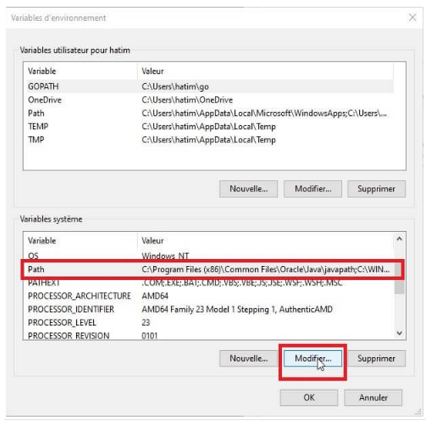 Variables d'environnement
Variables utilisateur pour hatim
Variable Valeur
GOPATH C:\Users\hatim\go
OneDrive C:\Users\hatim\OneDrive
Path C:\Users\hatim\AppData\Local\Microsoft\WindowsApps;C:\Users\...
TEMP C:\Users\hatim\AppData\Local\Temp
TMP C:\Users\hatim\AppData\Local\Temp
Nouvelle... Modifier... Supprimer
Variables système
Variable Valeur
OS Windows_NT
Path C:\Program Files (x86)\Common Files\Oracle\Java\javapath;C:\WIN...
PATHEXT .COM;.EXE;.BAT;.CMD;.VBS;.VBE;.JS;.JSE;.WSF;.WSH;.MSC
PROCESSOR_ARCHITECTURE AMD64
PROCESSOR_IDENTIFIER AMD64 Family 23 Model 1 Stepping 1, AuthenticAMD
PROCESSOR_LEVEL 23
PROCESSOR_REVISION 0101
Nouvelle... Modifier... Supprimer
OK Annuler